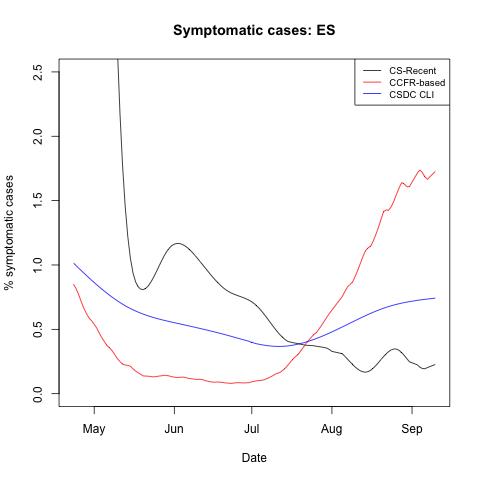 Symptomatic cases: ES
CS-Recent
CCFR-based
CSDC CLI
% symptomatic cases
2.5
2.0
1.5
1.0
0.5
0.0
May Jun Jul Aug Sep
Date